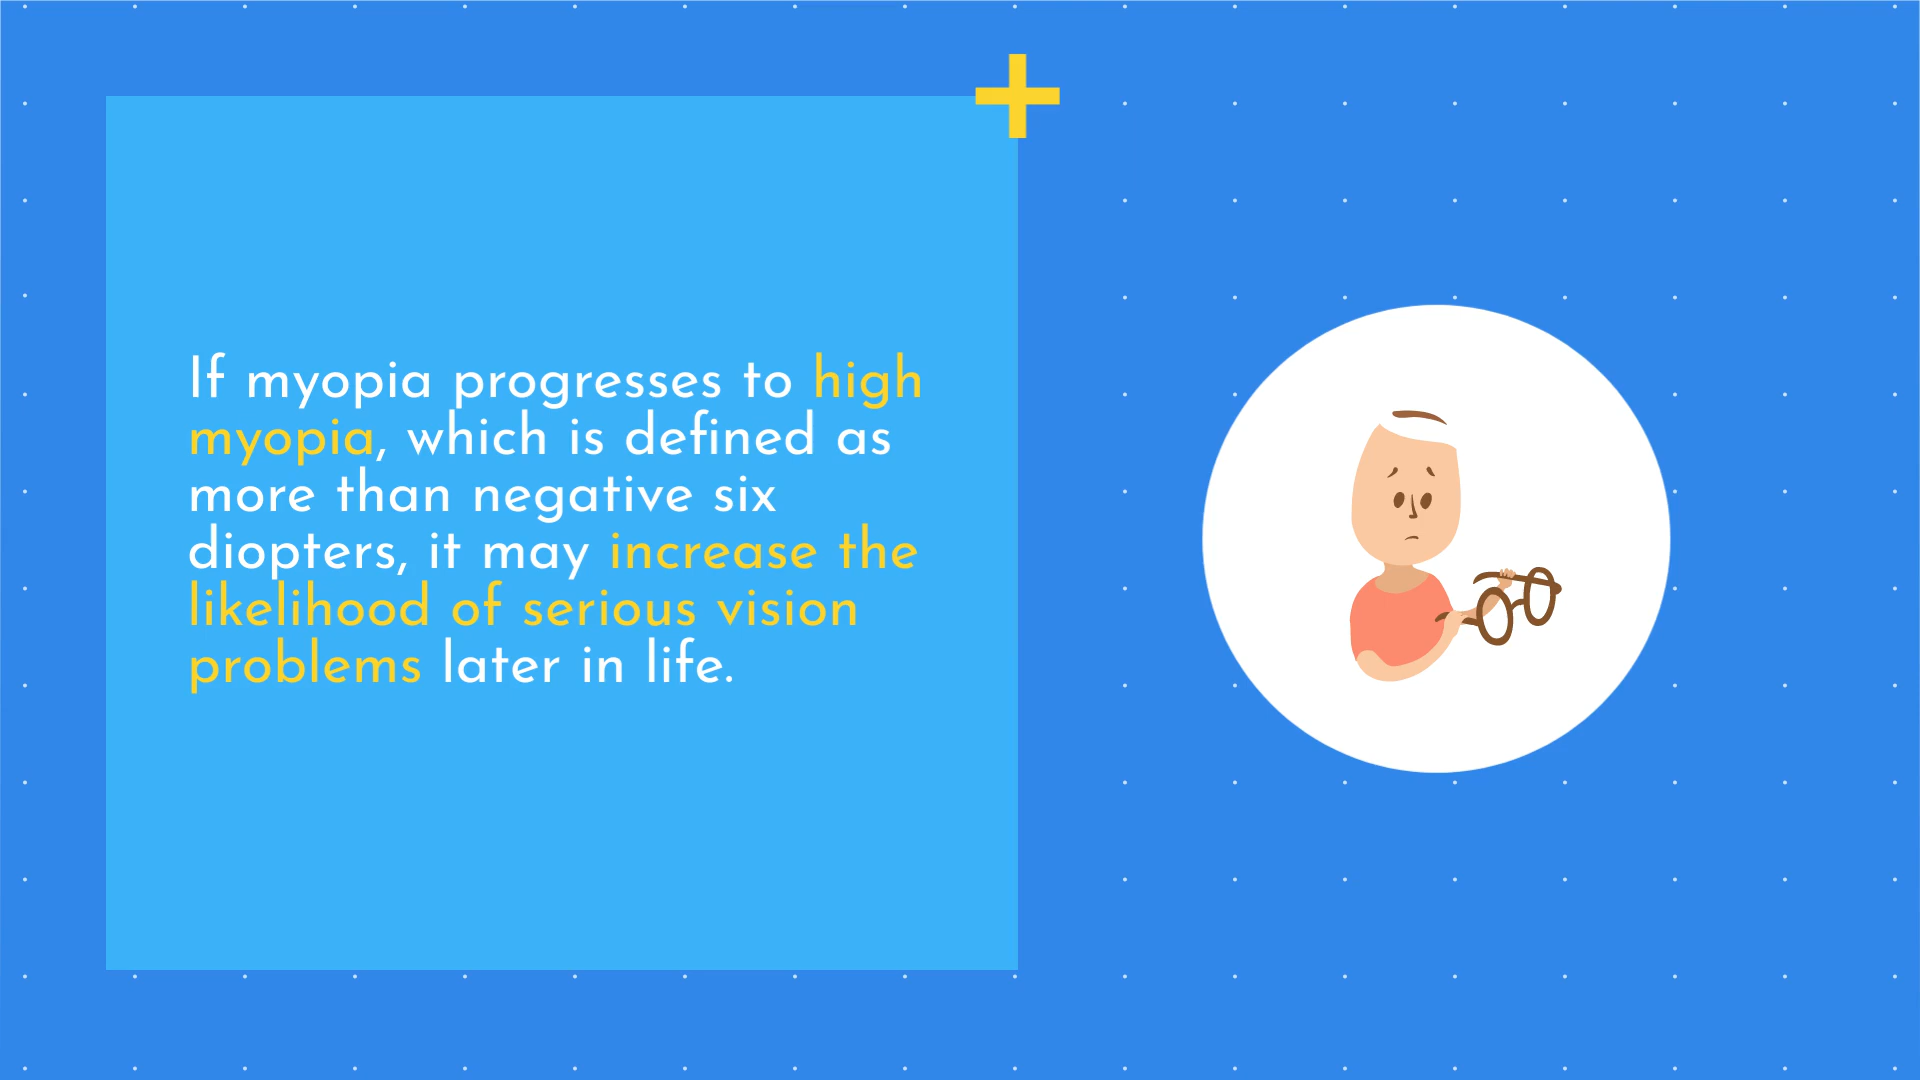 If myopia progresses to high
myopia, which is defined as
more than negative six
diopters, it may increase the
likelihood of serious vision
problems later in life.